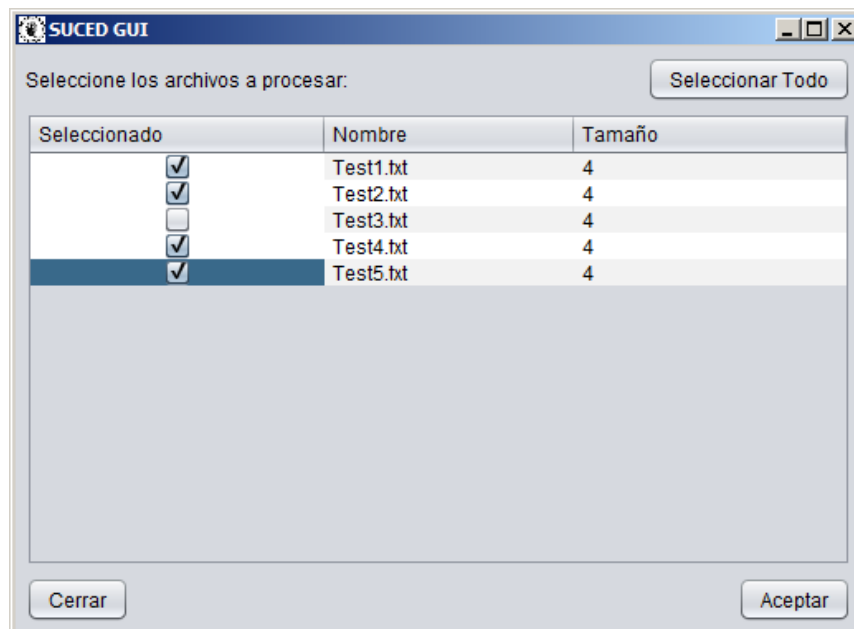 SUCED GUI
Seleccione los archivos a procesar: Seleccionar Todo
Seleccionado Nombre Tamaño
Test1.txt 4
Test2.txt 4
Test3.txt 4
Test4.txt 4
Test5.txt 4
Cerrar Aceptar